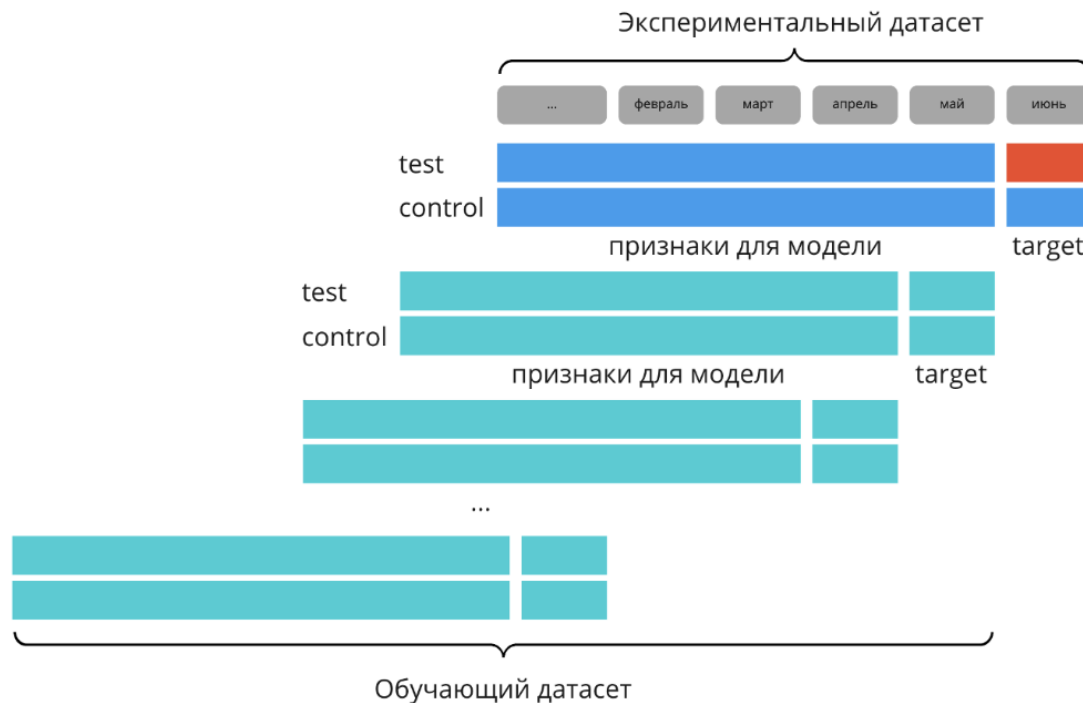 Экспериментальный датасет
... февраль март апрель май июнь
test
control
признаки для модели target
test
control
признаки для модели target
...
Обучающий датасет